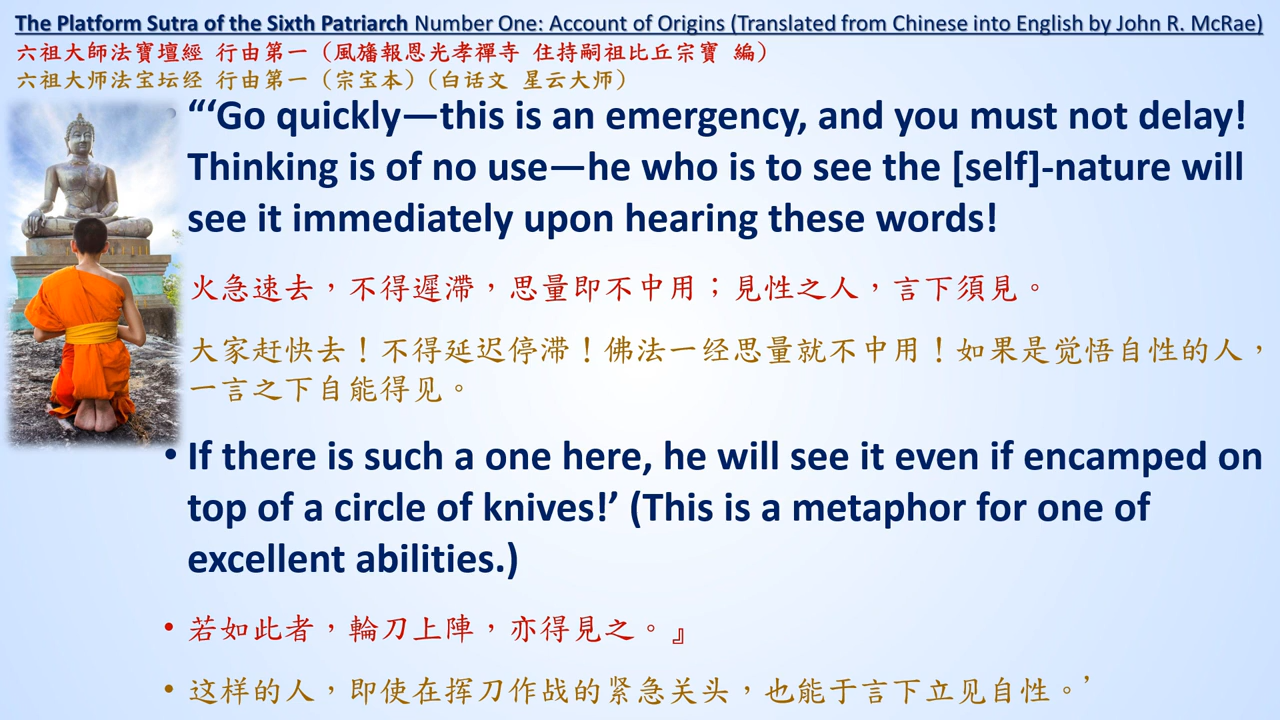 The Platform Sutra of the Sixth Patriarch Number One: Account of Origins (Translated from Chinese into English by John R. McRae)
六祖大師法寶壇經 行由第一（風旛報恩光孝禪寺 住持嗣祖比丘宗寶 編）
六祖大师法宝坛经 行由第一（宗宝本）（白话文 星云大师）
• “‘Go quickly—this is an emergency, and you must not delay!
Thinking is of no use—he who is to see the [self]-nature will
see it immediately upon hearing these words!
火急速去，不得遲滯，思量即不中用；見性之人，言下須見。
大家赶快去！不得延迟停滞！佛法一经思量就不中用！如果是觉悟自性的人，
一言之下自能得见。
• If there is such a one here, he will see it even if encamped on
top of a circle of knives!’ (This is a metaphor for one of
excellent abilities.)
• 若如此者，輪刀上陣，亦得見之。』
• 这样的人，即使在挥刀作战的紧急关头，也能于言下立见自性。’